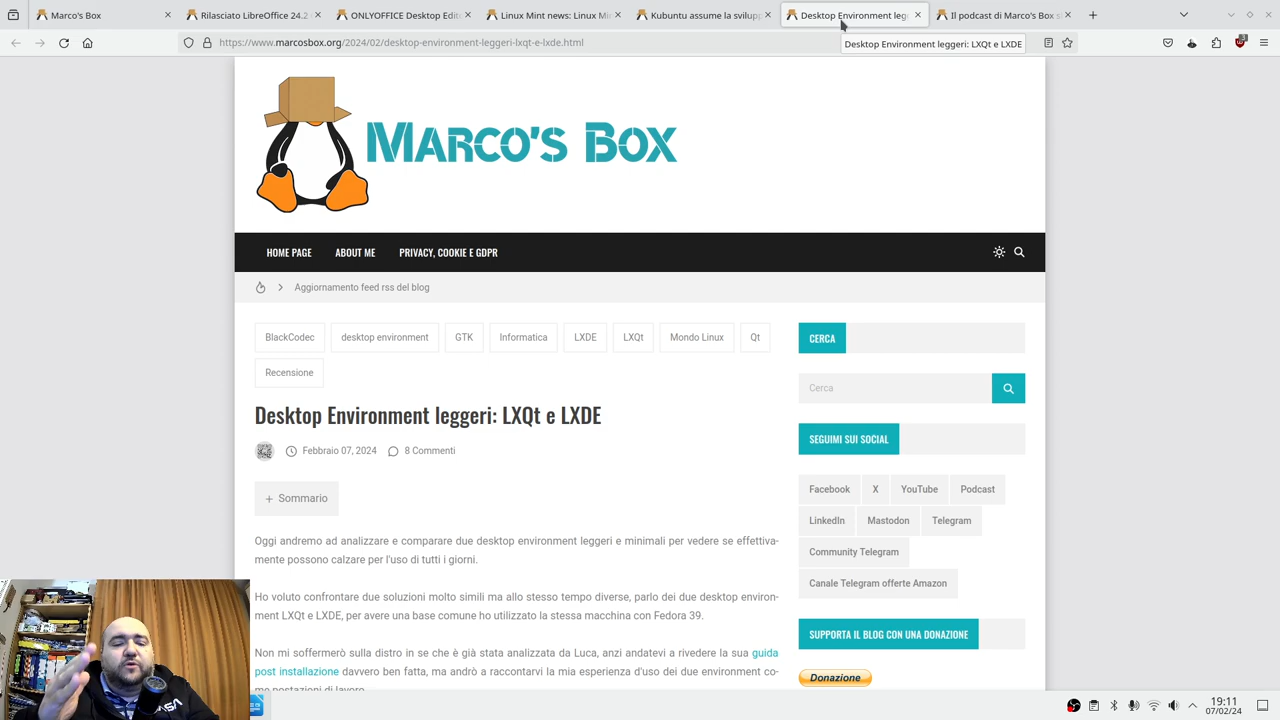 Marco's Box
Rilasciato LibreOffice 24.2
ONLYOFFICE Desktop Edit
Linux Mint news: Linux Min
Kubuntu assume la svilupp
Desktop Environment leg
Il podcast di Marco's Box s
https://www.marcosbox.org/2024/02/desktop-environment-leggeri-lxqt-e-lxde.html
Desktop Environment leggeri: LXQt e LXDE
3
MARCO'S BOX
HOME PAGE ABOUT ME PRIVACY, COOKIE E GDPR
Aggiornamento feed rss del blog
BlackCodec desktop environment GTK Informatica LXDE LXQt Mondo Linux Qt
Recensione
Desktop Environment leggeri: LXQt e LXDE
Febbraio 07, 2024 8 Commenti
+ Sommario
Oggi andremo ad analizzare e comparare due desktop environment leggeri e minimali per vedere se effettiva-
mente possono calzare per l'uso di tutti i giorni.
Ho voluto confrontare due soluzioni molto simili ma allo stesso tempo diverse, parlo dei due desktop environ-
ment LXQt e LXDE, per avere una base comune ho utilizzato la stessa macchina con Fedora 39.
Non mi soffermerò sulla distro in se che è già stata analizzata da Luca, anzi andatevi a rivedere la sua guida
post installazione davvero ben fatta, ma andrò a raccontarvi la mia esperienza d'uso dei due environment co-
me postazioni di lavoro.
CERCA
Cerca
SEGUIMI SUI SOCIAL
Facebook X YouTube Podcast
LinkedIn Mastodon Telegram
Community Telegram
Canale Telegram offerte Amazon
SUPPORTA IL BLOG CON UNA DONAZIONE
Donazione
19:11
07/02/24